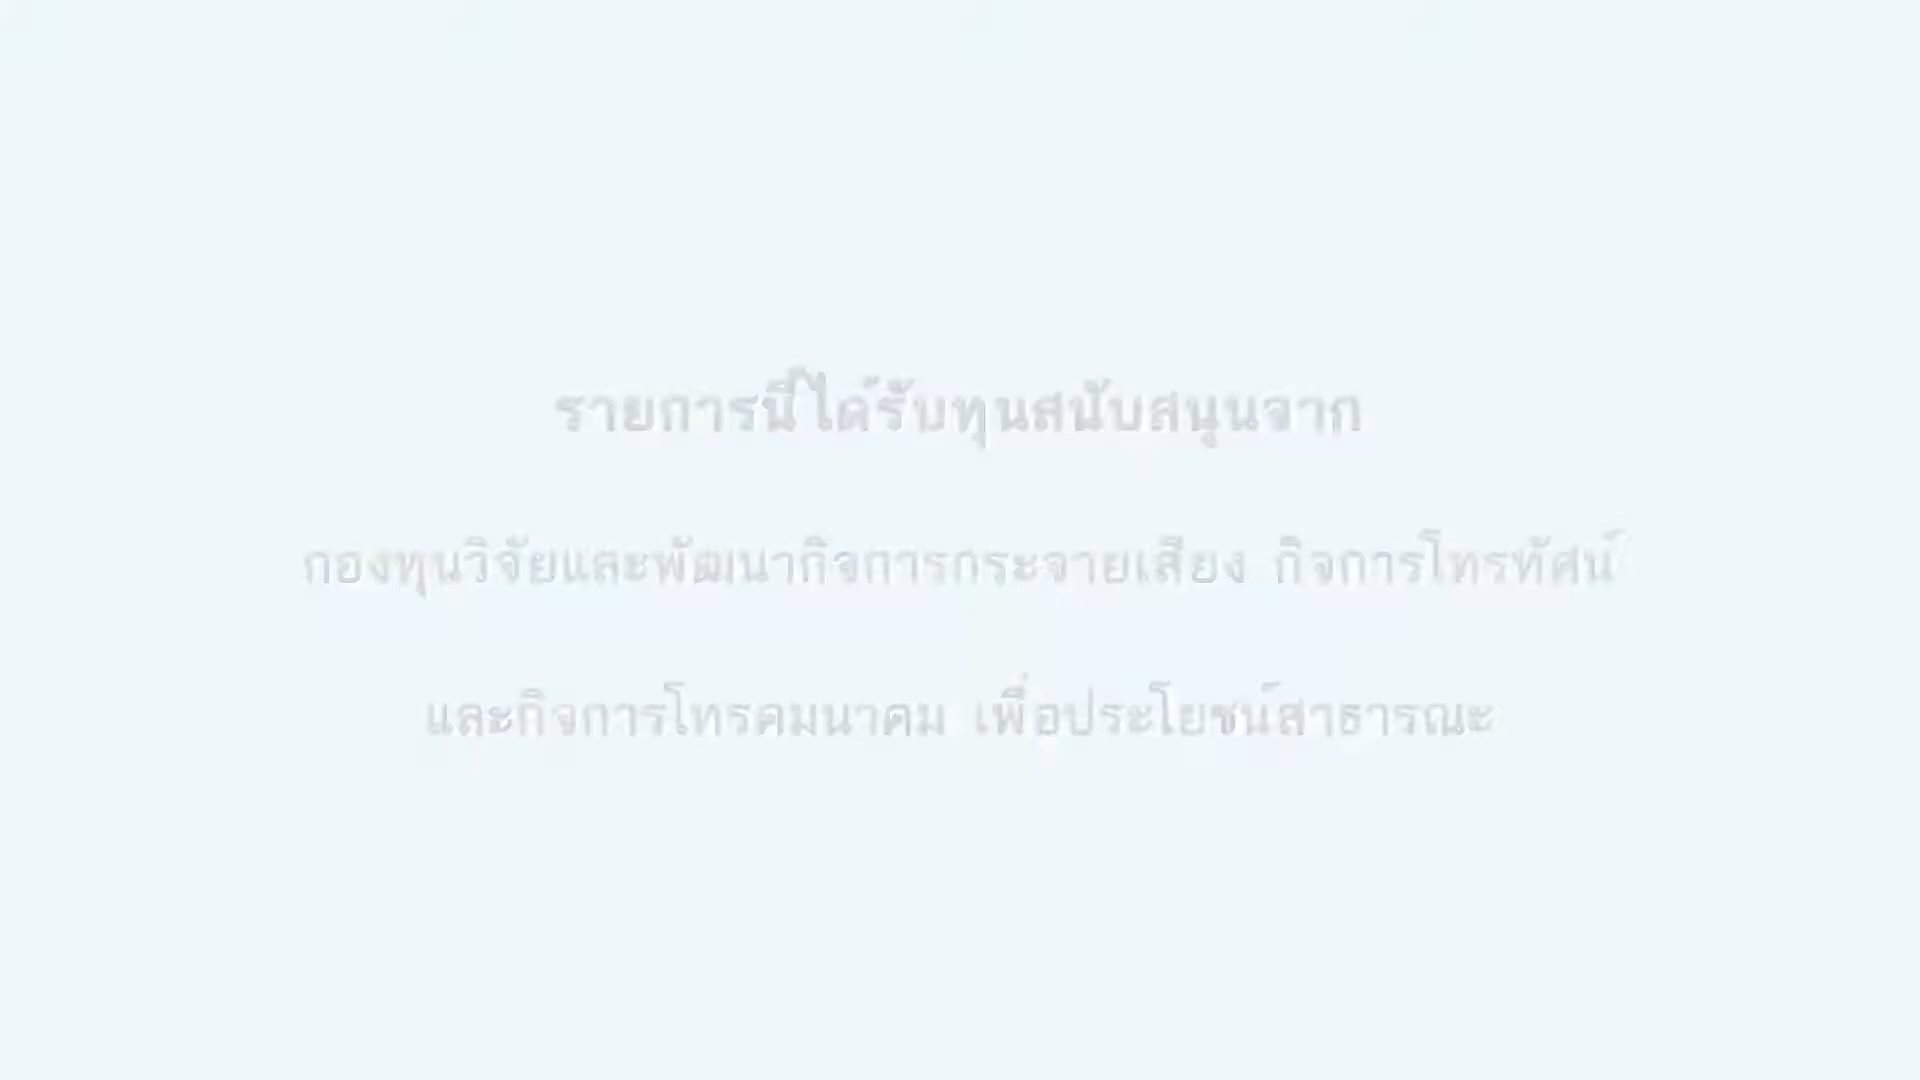 รายการนี้ได้รับทุนสนับสนุนจาก
กองทุนวิจัยและพัฒนากิจการกระจายเสียง กิจการโทรทัศน์
และกิจการโทรคมนาคม เพื่อประโยชน์สาธารณะ